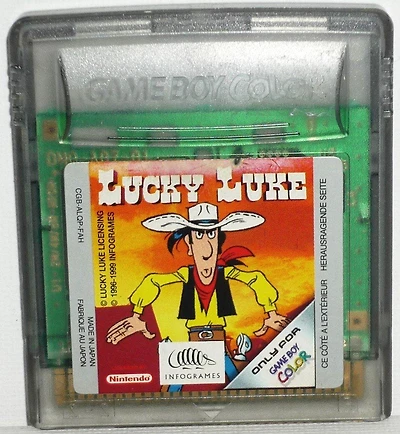 GAME BOY COLOR
LUCKY LUKE
CGB-ALQP-FAH
© LUCKY LUKE LICENSING
© 1996-1999 INFOGRAMES
MADE IN JAPAN
FABRIQUÉ AU JAPON
Nintendo
INFOGRAMES
ONLY FOR
GAME BOY
COLOR
CE CÔTÉ A L'EXTÉRIEUR
HERAUSRAGENDE SEITE